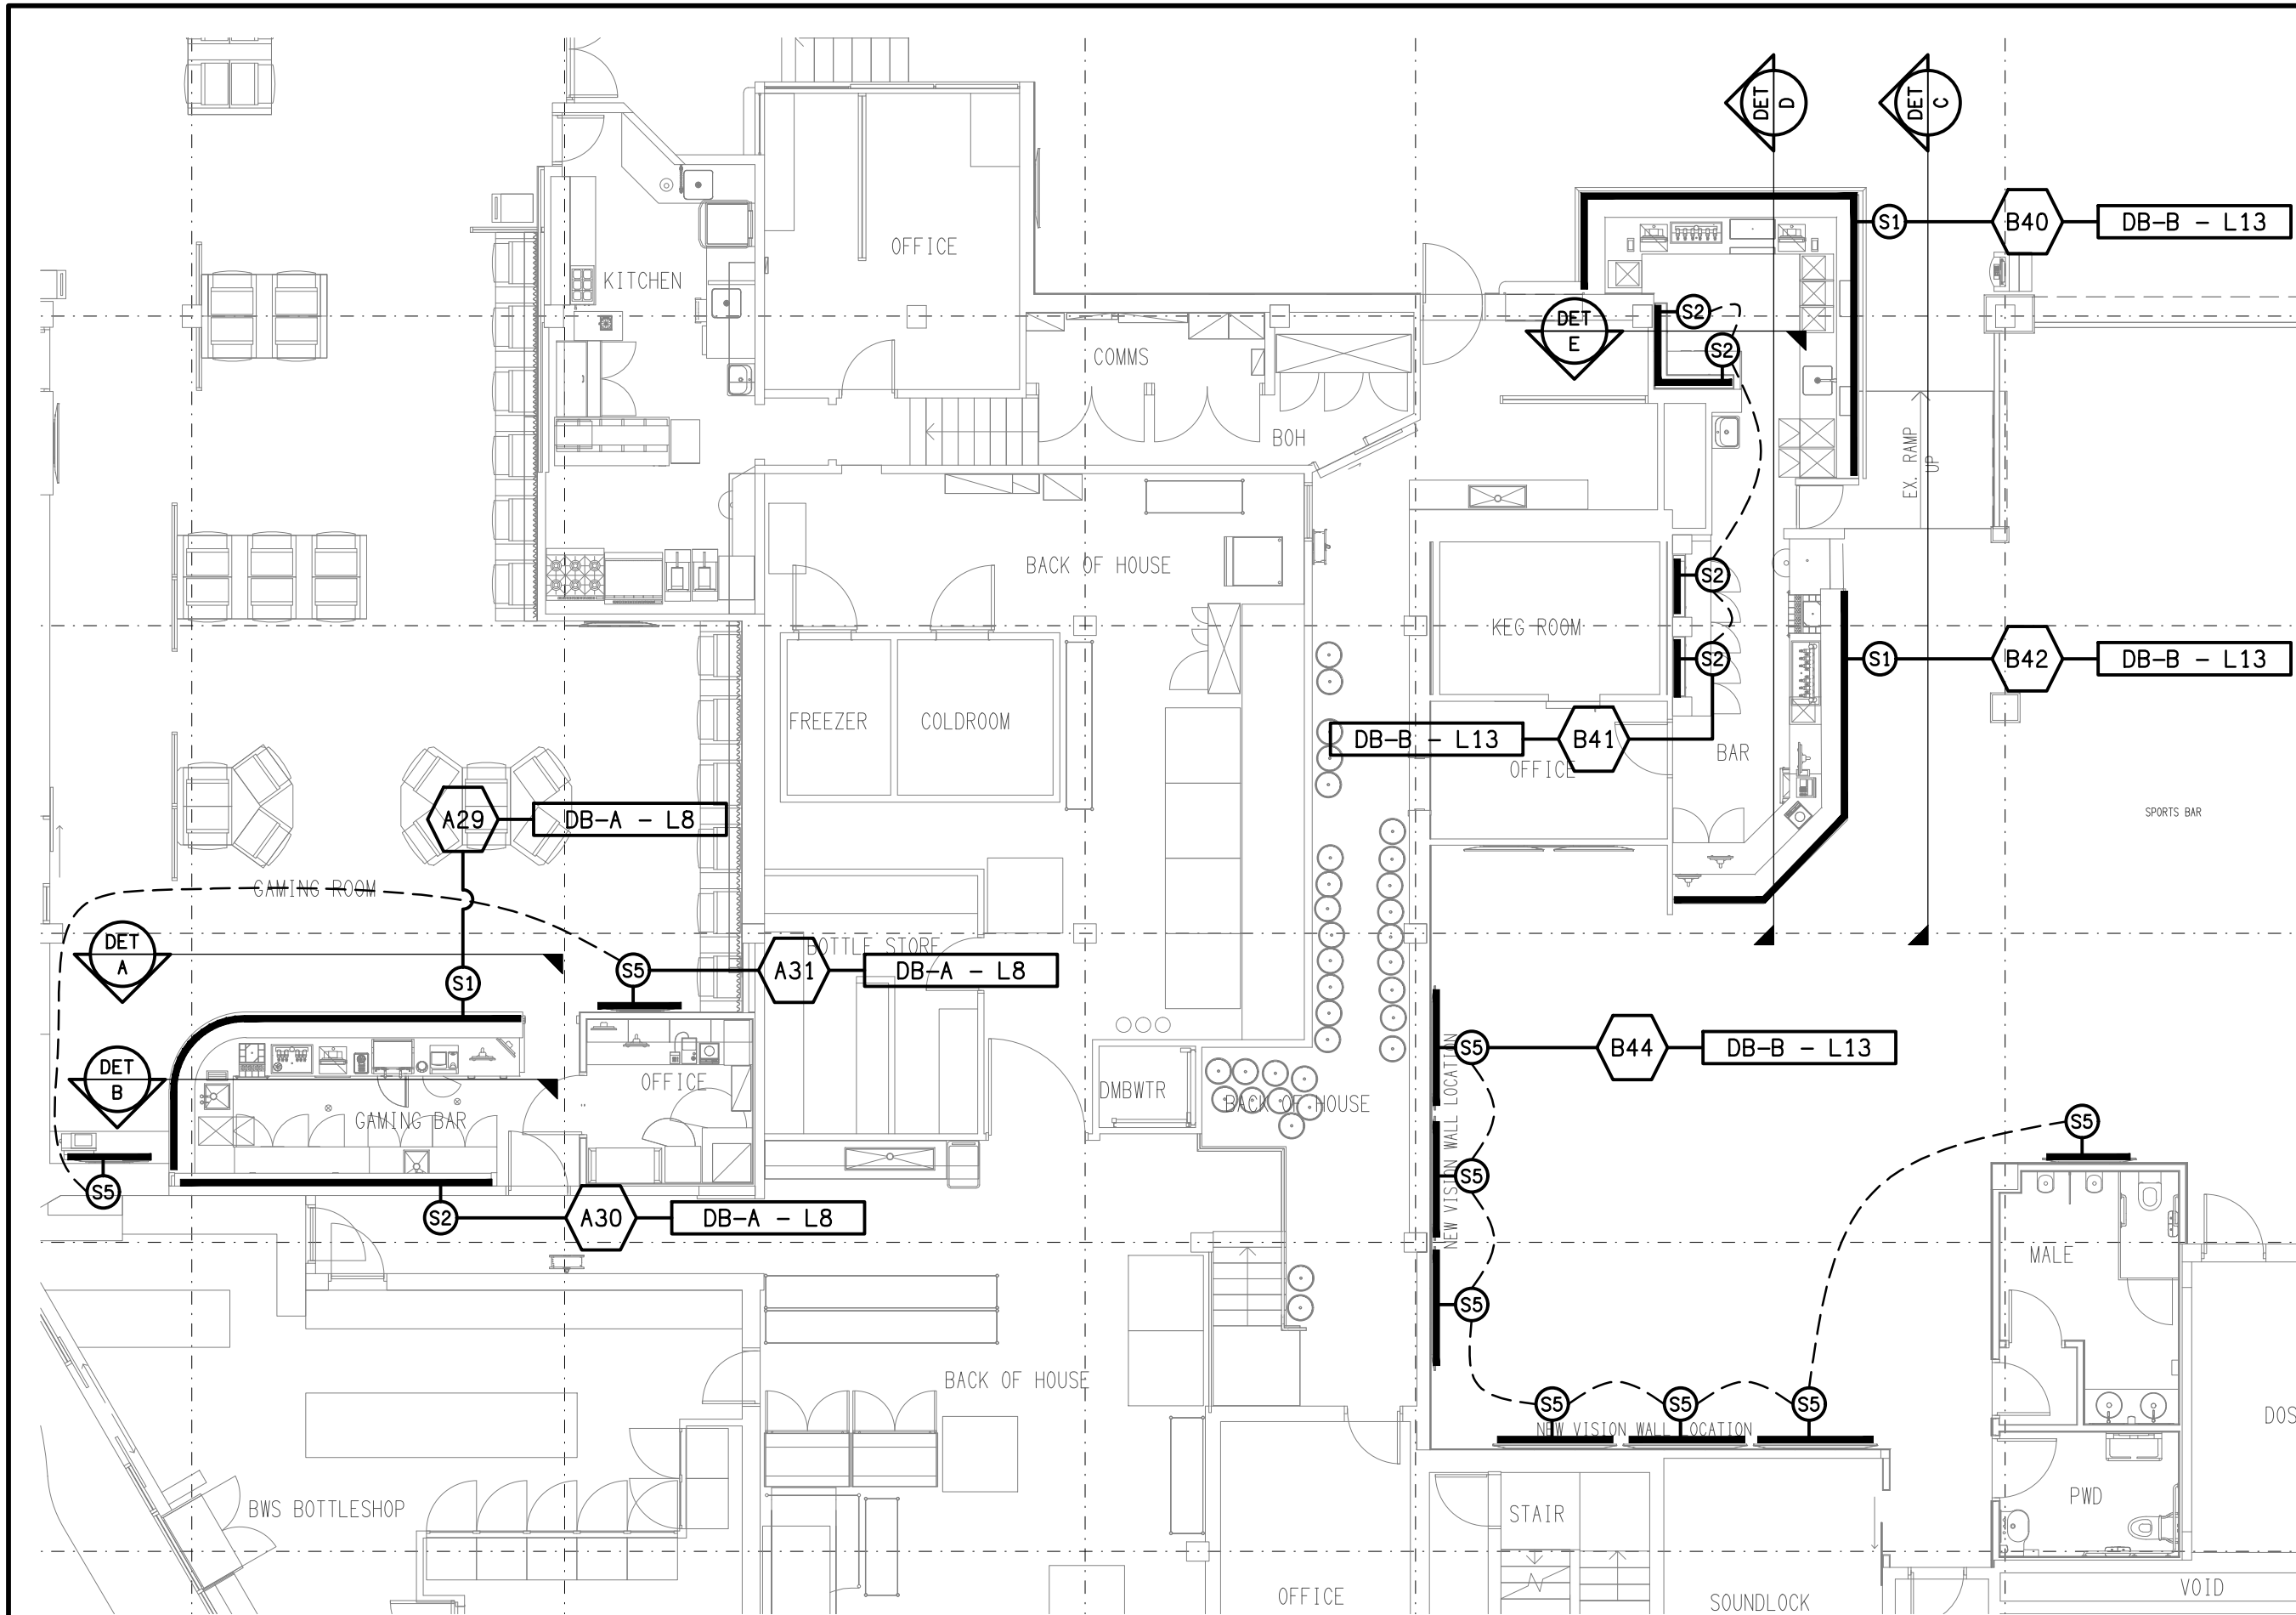 DET
D
DET
C
S1
B40
DB-B - L13
OFFICE
KITCHEN
S2
DET
E
S2
COMMS
BOH
EX. RAMP
UP
BACK OF HOUSE
S2
KEG ROOM
S2
S1
B42
DB-B - L13
FREEZER
COLDROOM
DB-B - L13
B41
BAR
OFFICE
SPORTS BAR
A29
DB-A - L8
GAMING ROOM
DET
A
BOTTLE STORE
S5
A31
DB-A - L8
S1
S5
B44
DB-B - L13
NEW VISION WALL LOCATION
DET
B
OFFICE
DMBWTR
BACK OF HOUSE
GAMING BAR
S5
S5
S5
S2
A30
DB-A - L8
MALE
S5
BACK OF HOUSE
S5
S5
S5
NEW VISION WALL LOCATION
DOS
BWS BOTTLESHOP
STAIR
PWD
OFFICE
SOUNDLOCK
VOID